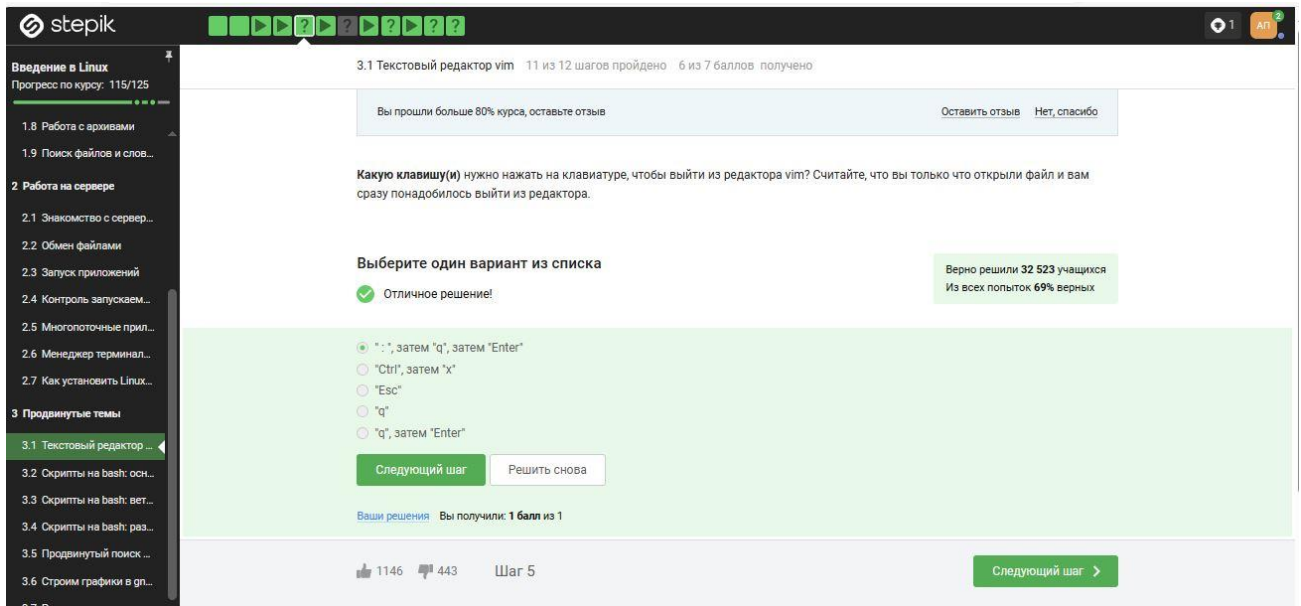 stepik
? ? ? ? ?
1
АП
2
Введение в Linux
Прогресс по курсу: 115/125
1.8 Работа с архивами
1.9 Поиск файлов и слов...
2 Работа на сервере
2.1 Знакомство с сервер...
2.2 Обмен файлами
2.3 Запуск приложений
2.4 Контроль запускаем...
2.5 Многопоточные прил...
2.6 Менеджер терминал...
2.7 Как установить Linux...
3 Продвинутые темы
3.1 Текстовый редактор ...
3.2 Скрипты на bash: осн...
3.3 Скрипты на bash: вет...
3.4 Скрипты на bash: раз...
3.5 Продвинутый поиск ...
3.6 Строим графики в gn...
3.1 Текстовый редактор vim 11 из 12 шагов пройдено 6 из 7 баллов получено
Вы прошли больше 80% курса, оставьте отзыв Оставить отзыв Нет, спасибо
Какую клавишу(и) нужно нажать на клавиатуре, чтобы выйти из редактора vim? Считайте, что вы только что открыли файл и вам
сразу понадобилось выйти из редактора.
Выберите один вариант из списка
Отличное решение!
Верно решили 32 523 учащихся
Из всех попыток 69% верных
" : ", затем "q", затем "Enter"
"Ctrl", затем "x"
"Esc"
"q"
"q", затем "Enter"
Следующий шаг Решить снова
Ваши решения Вы получили: 1 балл из 1
1146 443 Шаг 5 Следующий шаг